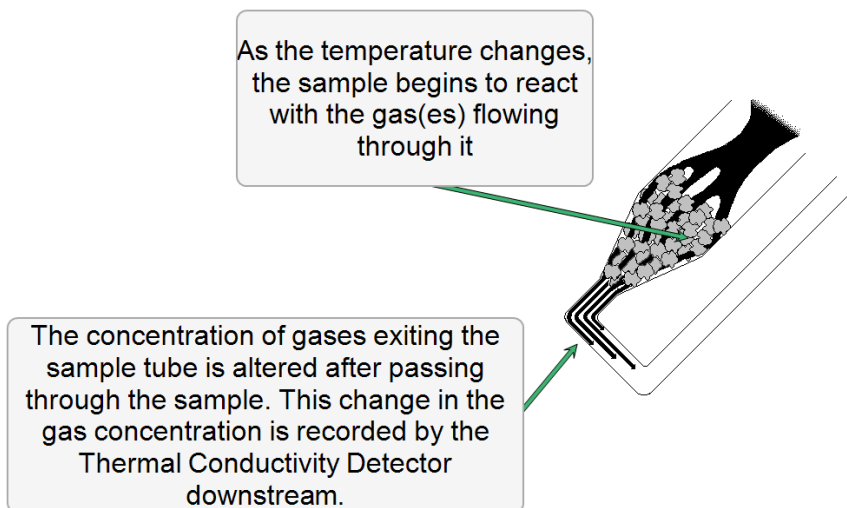 As the temperature changes,
the sample begins to react
with the gas(es) flowing
through it
The concentration of gases exiting the
sample tube is altered after passing
through the sample. This change in the
gas concentration is recorded by the
Thermal Conductivity Detector
downstream.